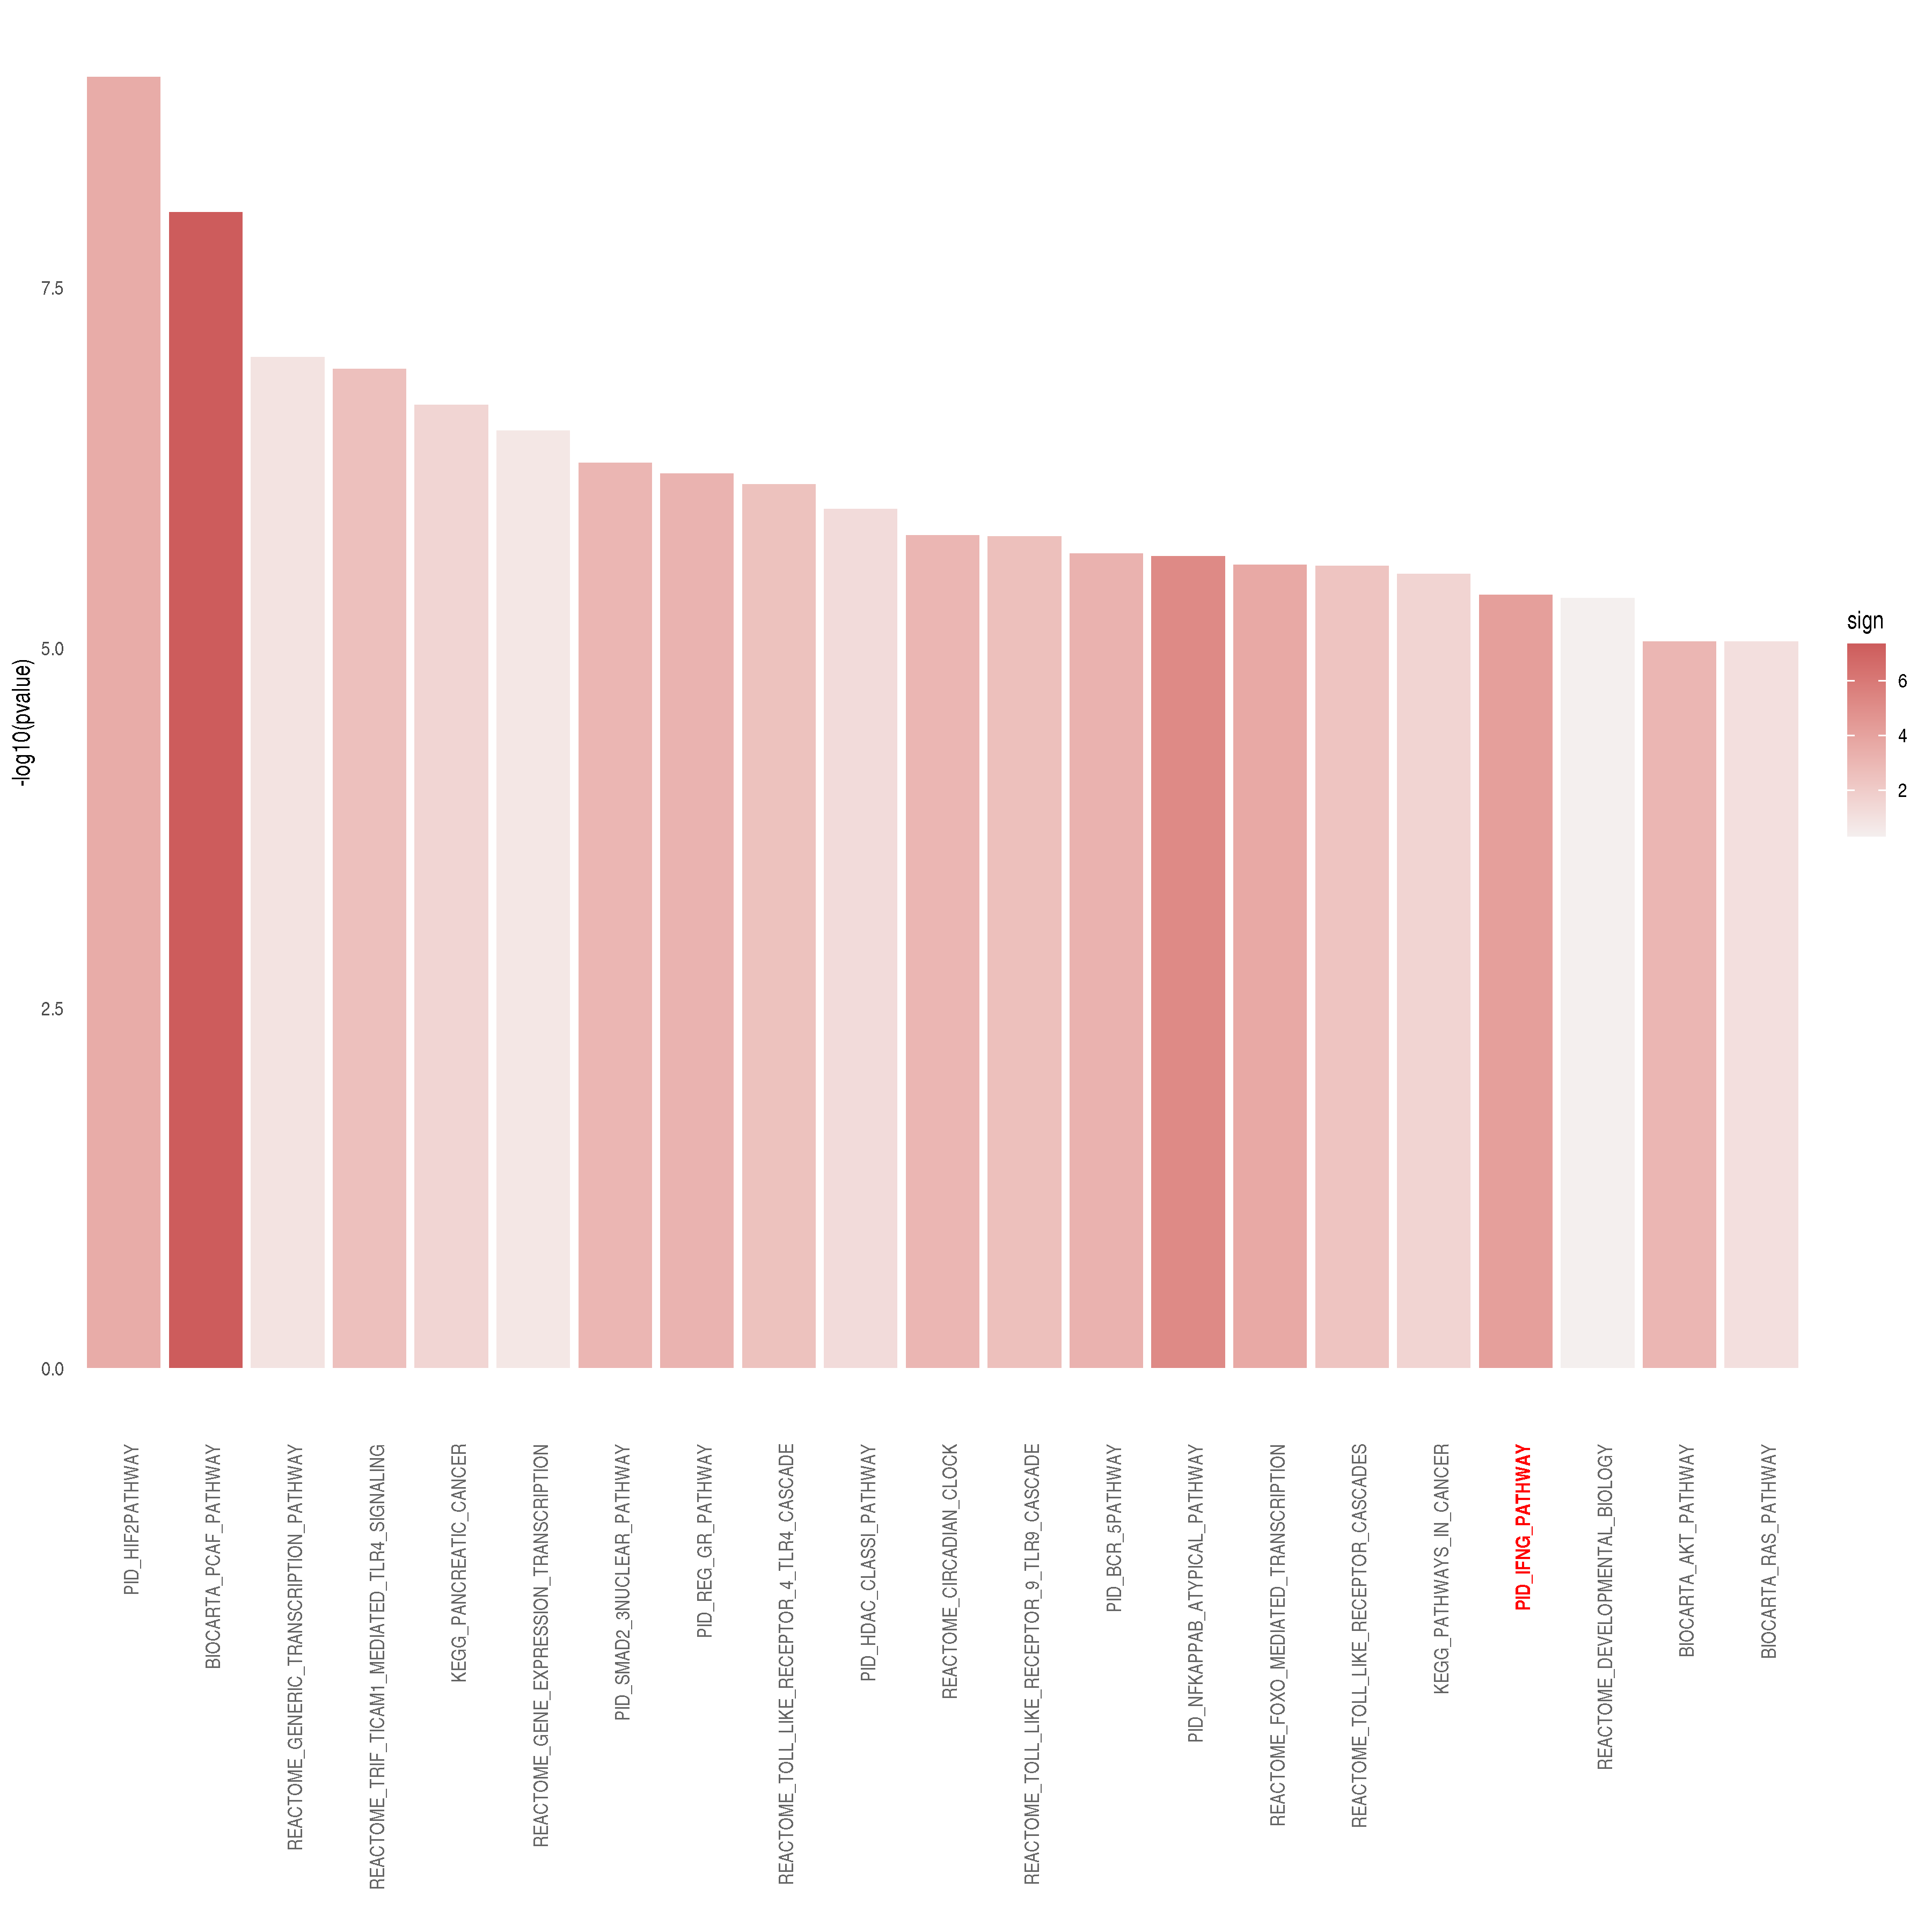 7.5
5.0
2.5
0.0
-log10(pvalue)
PID_HIF2PATHWAY
BIOCARTA_PCAF_PATHWAY
REACTOME_GENERIC_TRANSCRIPTION_PATHWAY
REACTOME_TRIF_TICAM1_MEDIATED_TLR4_SIGNALING
KEGG_PANCREATIC_CANCER
REACTOME_GENE_EXPRESSION_TRANSCRIPTION
PID_SMAD2_3NUCLEAR_PATHWAY
PID_REG_GR_PATHWAY
REACTOME_TOLL_LIKE_RECEPTOR_4_TLR4_CASCADE
PID_HDAC_CLASSI_PATHWAY
REACTOME_CIRCADIAN_CLOCK
REACTOME_TOLL_LIKE_RECEPTOR_9_TLR9_CASCADE
PID_BCR_5PATHWAY
PID_NFKAPPAB_ATYPICAL_PATHWAY
REACTOME_FOXO_MEDIATED_TRANSCRIPTION
REACTOME_TOLL_LIKE_RECEPTOR_CASCADES
KEGG_PATHWAYS_IN_CANCER
PID_IFNG_PATHWAY
REACTOME_DEVELOPMENTAL_BIOLOGY
BIOCARTA_AKT_PATHWAY
BIOCARTA_RAS_PATHWAY
sign
6
4
2